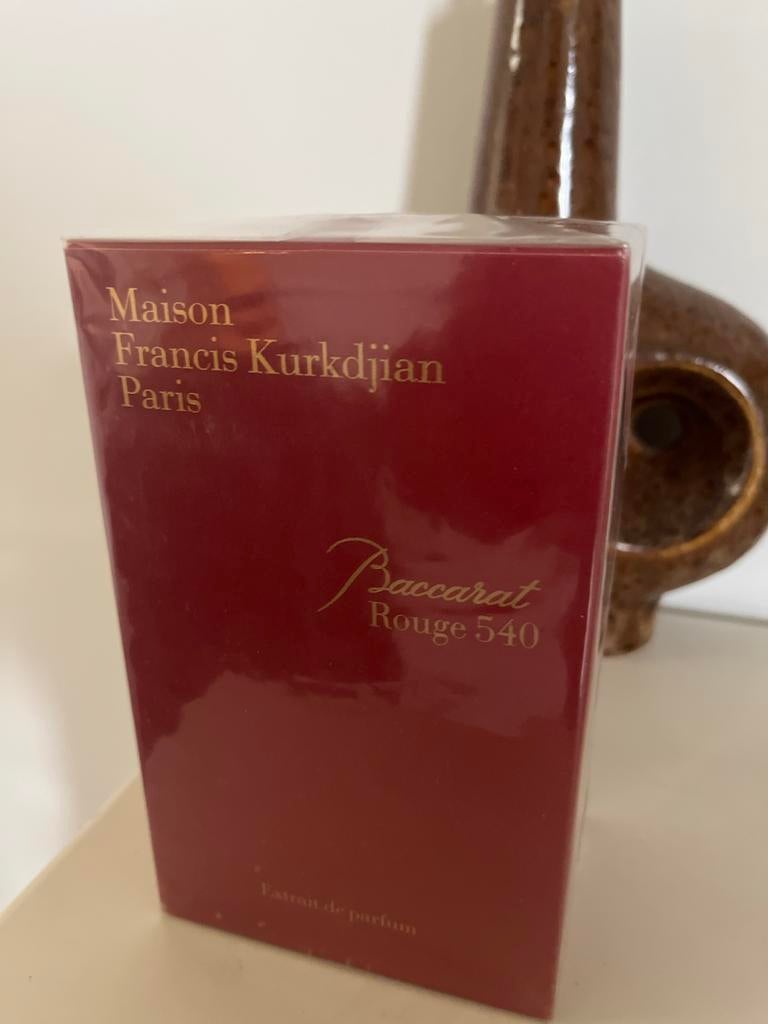 Maison
Francis Kurkdjian
Paris
Baccarat
Rouge 540
Extrait de parfum